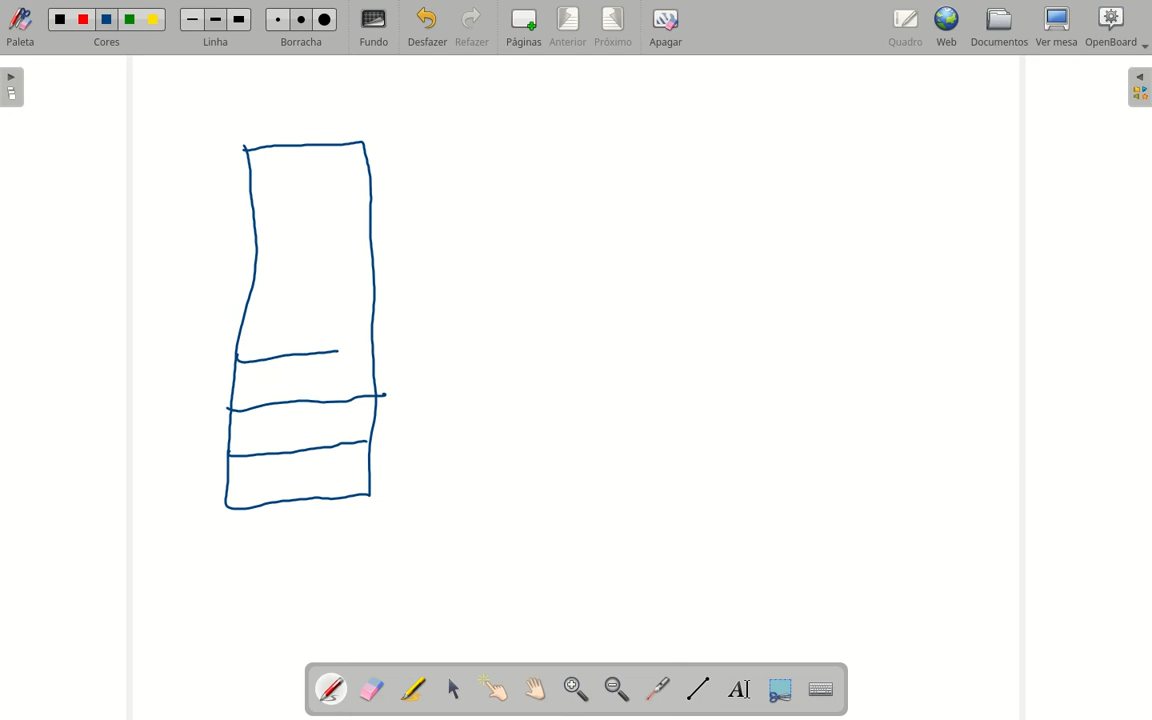 Paleta Cores Linha Borracha Fundo Desfazer Refazer Páginas Anterior Próximo Apagar Quadro Web Documentos Ver mesa OpenBoard